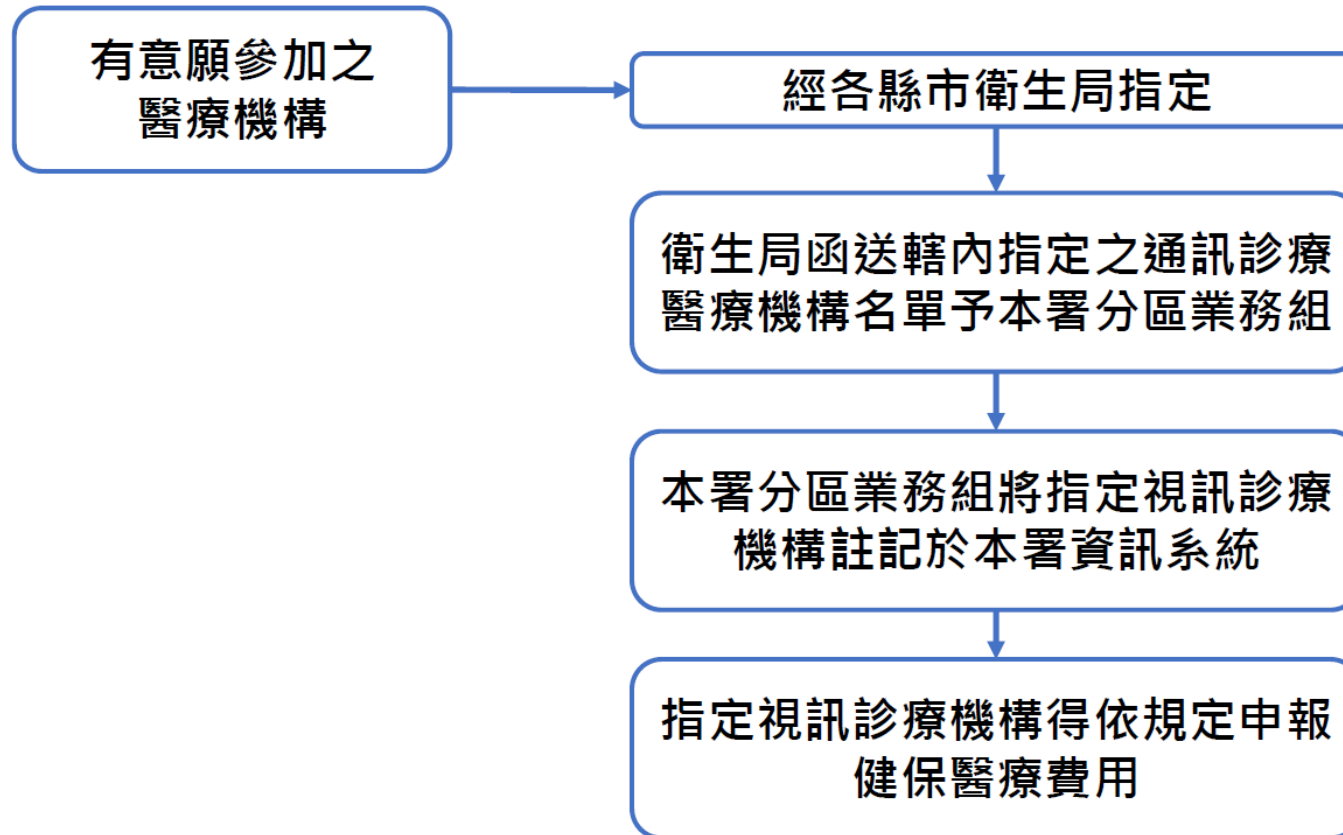 有意願參加之
醫療機構
經各縣市衛生局指定
衛生局函送轄內指定之通訊診療
醫療機構名單予本署分區業務組
本署分區業務組將指定視訊診療
機構註記於本署資訊系統
指定視訊診療機構得依規定申報
健保醫療費用